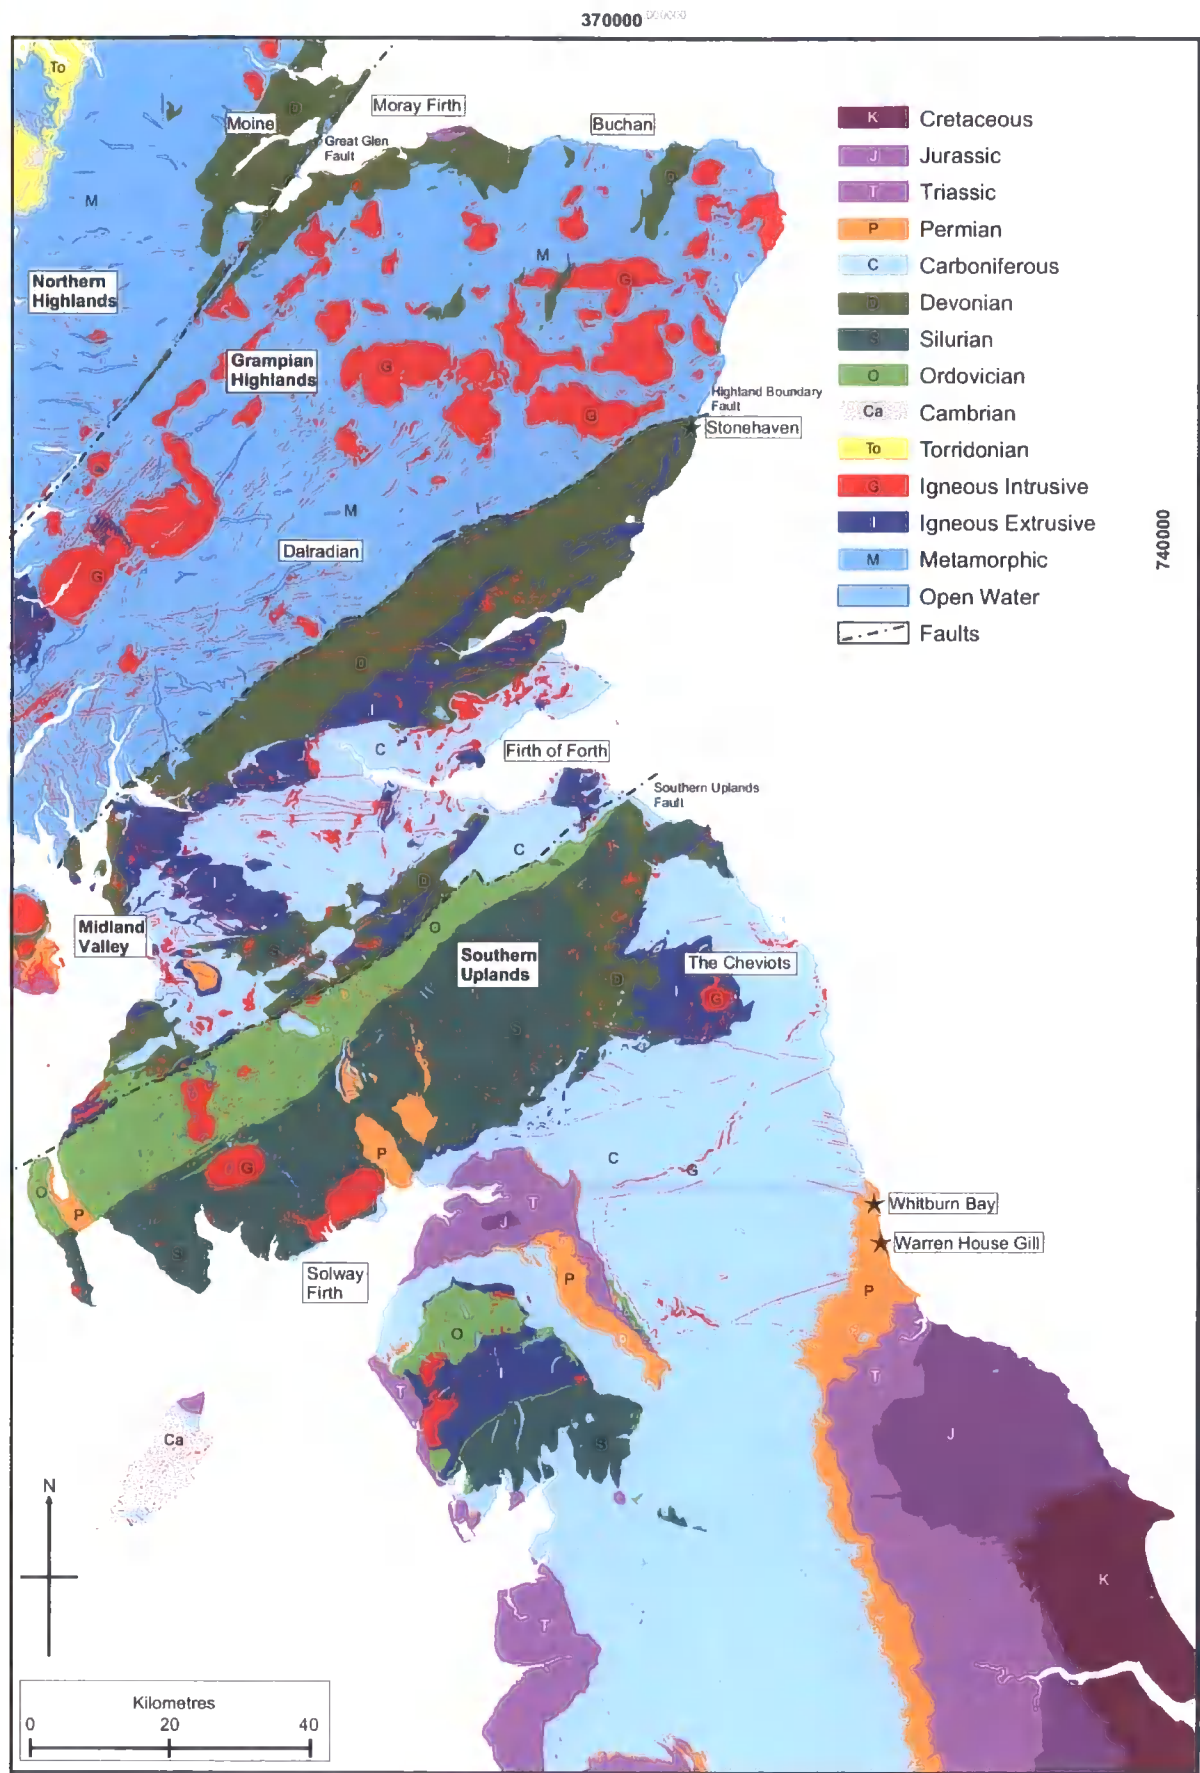 370000
To
Moine
Moray Firth
Buchan
Great Glen
Fault
D
M
Northern
Highlands
Grampian
Highlands
M
G
G
G
Highland Boundary
Fault
Stonehaven
M
Dalradian
G
I
D
I
C
Firth of Forth
Southern Uplands
Fault
C
I
D
O
Midland
Valley
Southern
Uplands
The Cheviots
D
I
G
S
C
G
P
G
O
P
S
T
J
Solway
Firth
P
Whitburn Bay
Warren House Gill
P
O
I
T
T
S
J
Ca
K
T
K Cretaceous
J Jurassic
T Triassic
P Permian
C Carboniferous
D Devonian
S Silurian
O Ordovician
Ca Cambrian
To Torridonian
G Igneous Intrusive
I Igneous Extrusive
M Metamorphic
Open Water
Faults
740000
N
Kilometres
0 20 40